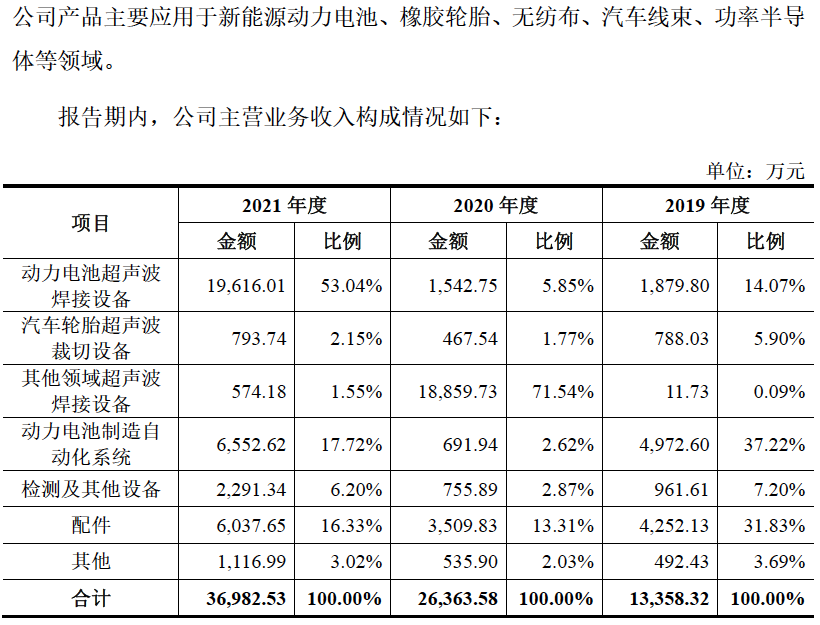 公司产品主要应用于新能源动力电池、橡胶轮胎、无纺布、汽车线束、功率半导
体等领域。
报告期内，公司主营业务收入构成情况如下：
单位：万元
项目 2021 年度 2020 年度 2019 年度
金额 比例 金额 比例 金额 比例
动力电池超声波
焊接设备 19,616.01 53.04% 1,542.75 5.85% 1,879.80 14.07%
汽车轮胎超声波
裁切设备 793.74 2.15% 467.54 1.77% 788.03 5.90%
其他领域超声波
焊接设备 574.18 1.55% 18,859.73 71.54% 11.73 0.09%
动力电池制造自
动化系统 6,552.62 17.72% 691.94 2.62% 4,972.60 37.22%
检测及其他设备 2,291.34 6.20% 755.89 2.87% 961.61 7.20%
配件 6,037.65 16.33% 3,509.83 13.31% 4,252.13 31.83%
其他 1,116.99 3.02% 535.90 2.03% 492.43 3.69%
合计 36,982.53 100.00% 26,363.58 100.00% 13,358.32 100.00%